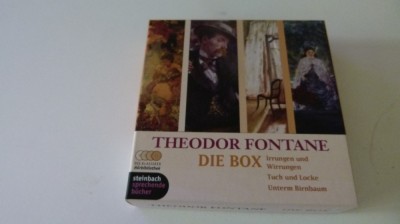 THEODOR FONTANE
DIE BOX
Irrungen und
Wirrungen
Tuch und Locke
Unterm Birnbaum
steinbach
sprechende
bücher